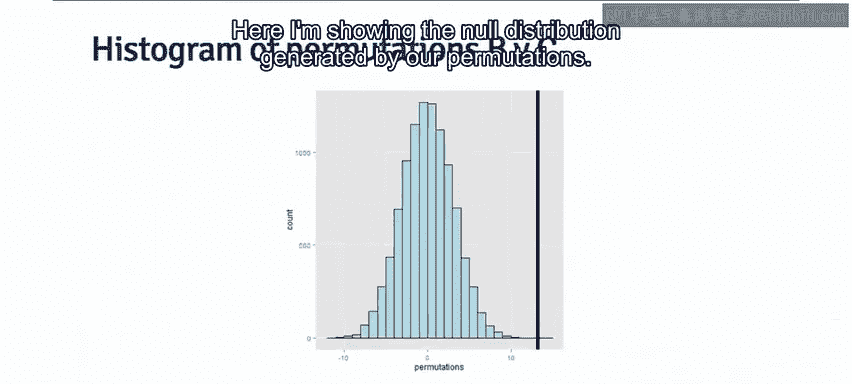 Here I'm showing the null distribution
generated by our permutations.
Histogram of permutations B v C
1000
500
0
count
-10
0
10
permutations